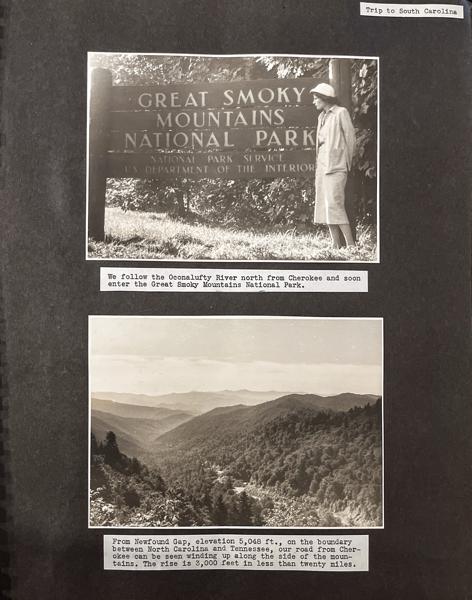 Trip to South Carolina
GREAT SMOKY
MOUNTAINS
NATIONAL PARK
NATIONAL PARK SERVICE
U.S. DEPARTMENT OF THE INTERIOR
We follow the Oconalufty River north from Cherokee and soon
enter the Great Smoky Mountains National Park.
From Newfound Gap, elevation 5,048 ft., on the boundary
between North Carolina and Tennessee, our road from Cher-
okee can be seen winding up along the side of the moun-
tains. The rise is 3,000 feet in less than twenty miles.